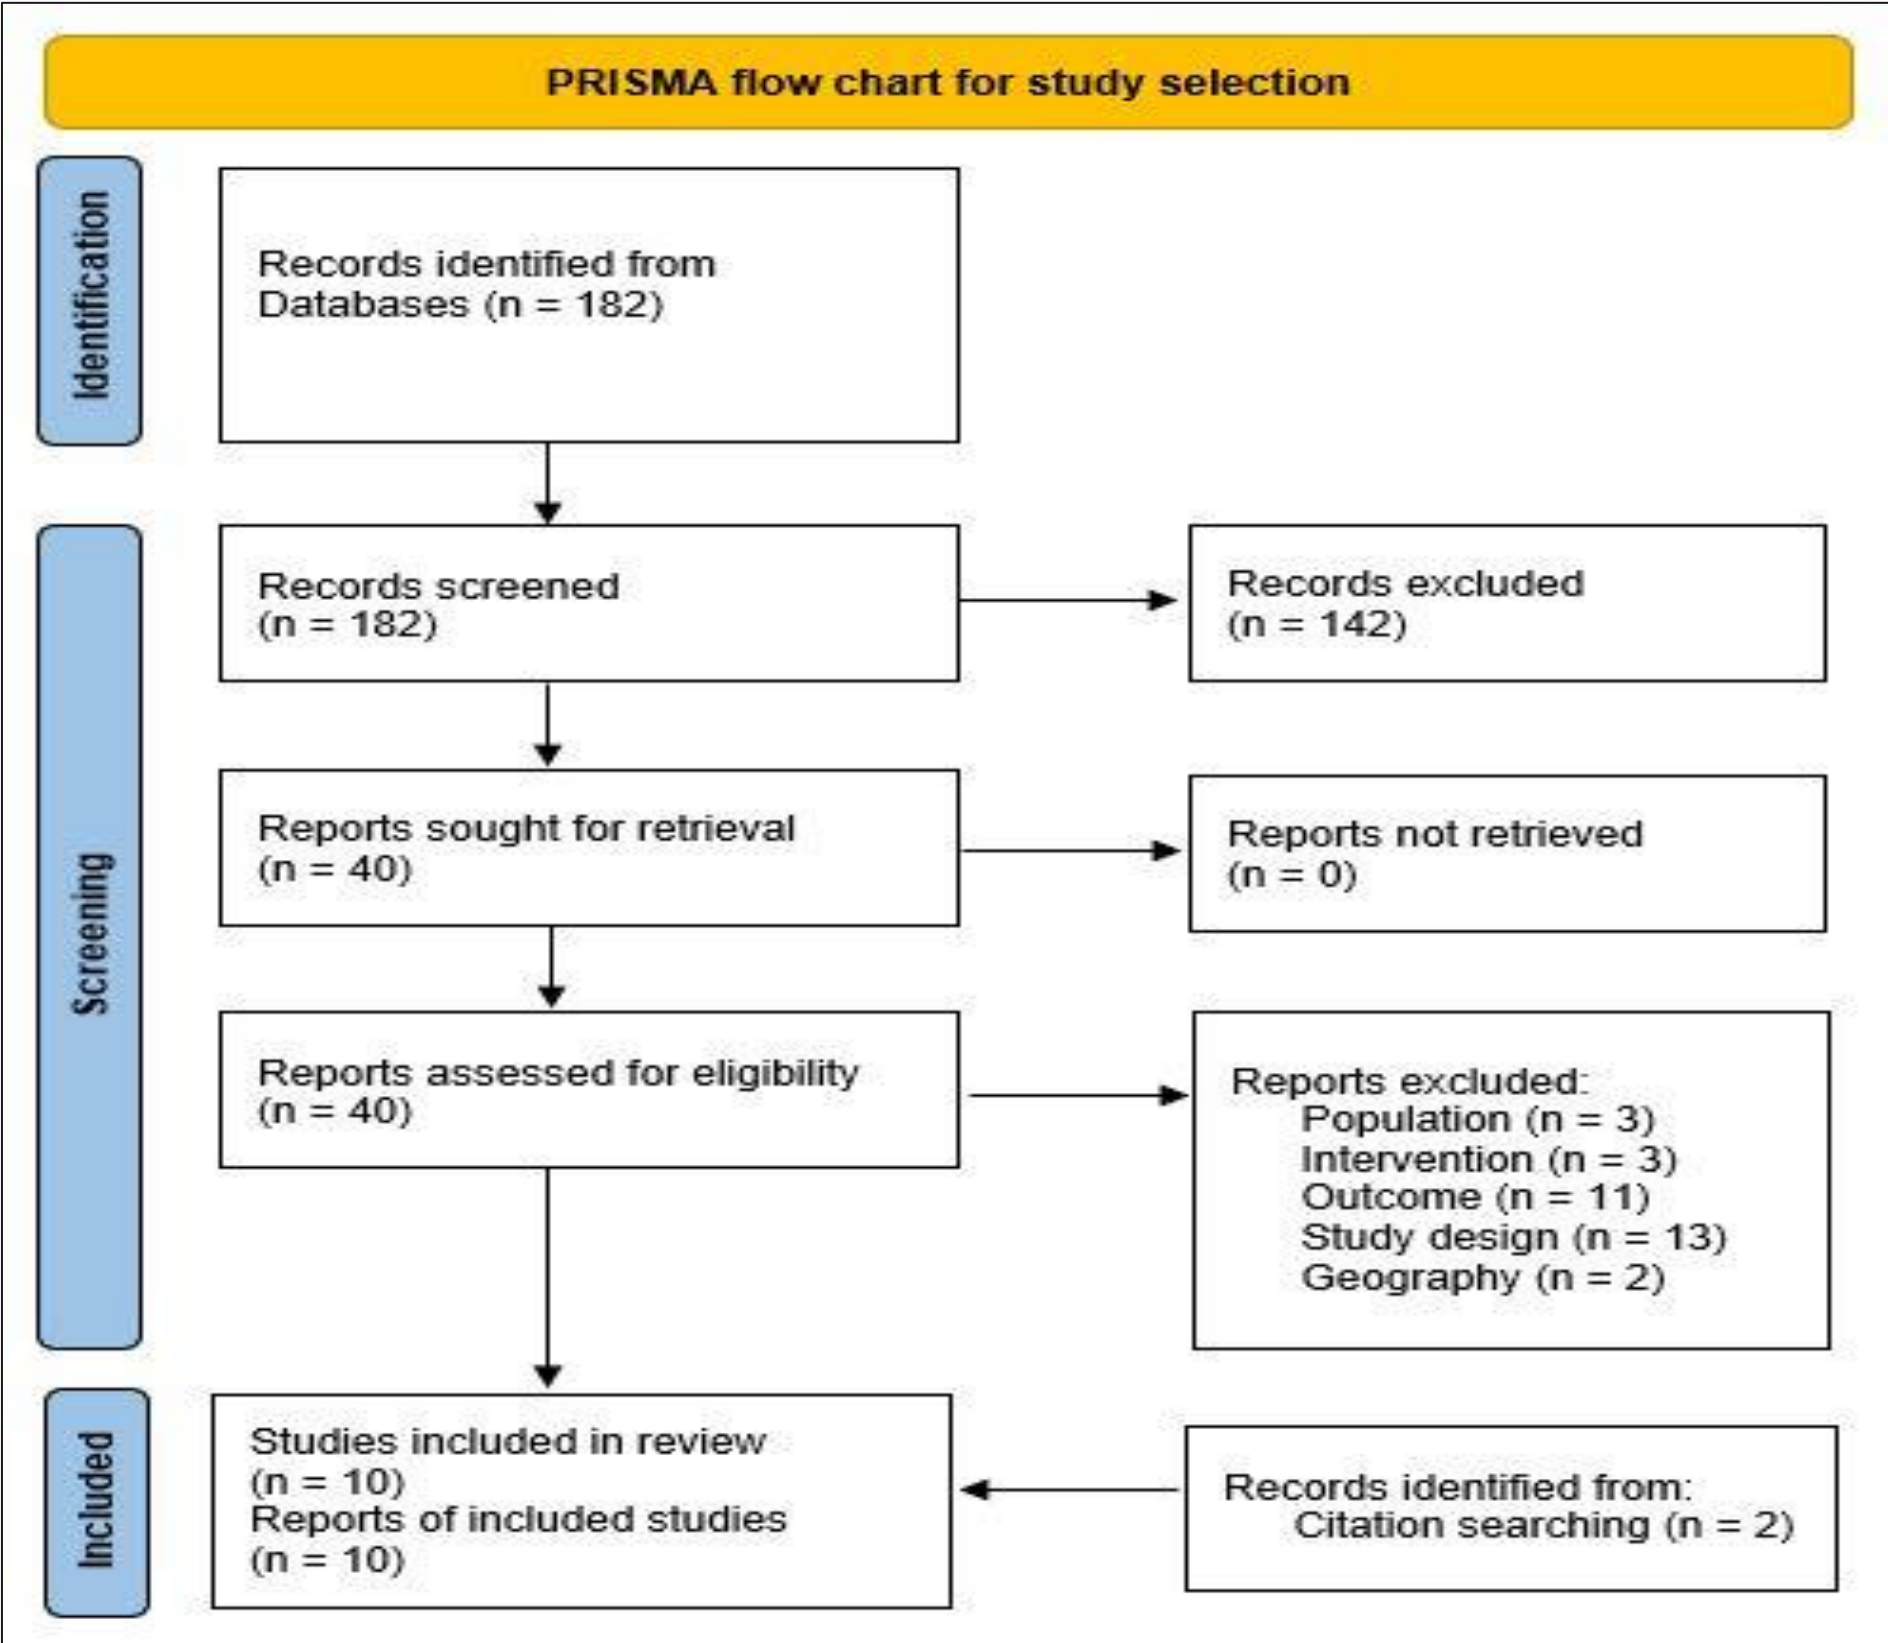 PRISMA flow chart for study selection
Identification
Records identified from
Databases (n = 182)
Screening
Records screened
(n = 182)
Records excluded
(n = 142)
Reports sought for retrieval
(n = 40)
Reports not retrieved
(n = 0)
Reports assessed for eligibility
(n = 40)
Reports excluded:
Population (n = 3)
Intervention (n = 3)
Outcome (n = 11)
Study design (n = 13)
Geography (n = 2)
Included
Studies included in review
(n = 10)
Reports of included studies
(n = 10)
Records identified from:
Citation searching (n = 2)